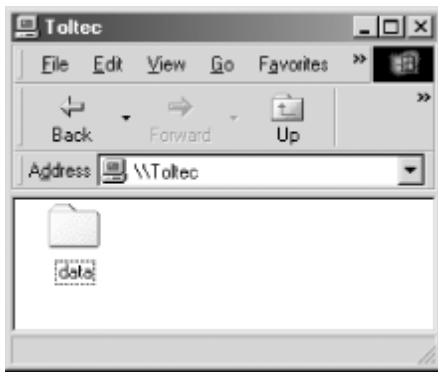 Toltec
File Edit View Go Favorites »
Back Forward Up »
Address \\Toltec
data